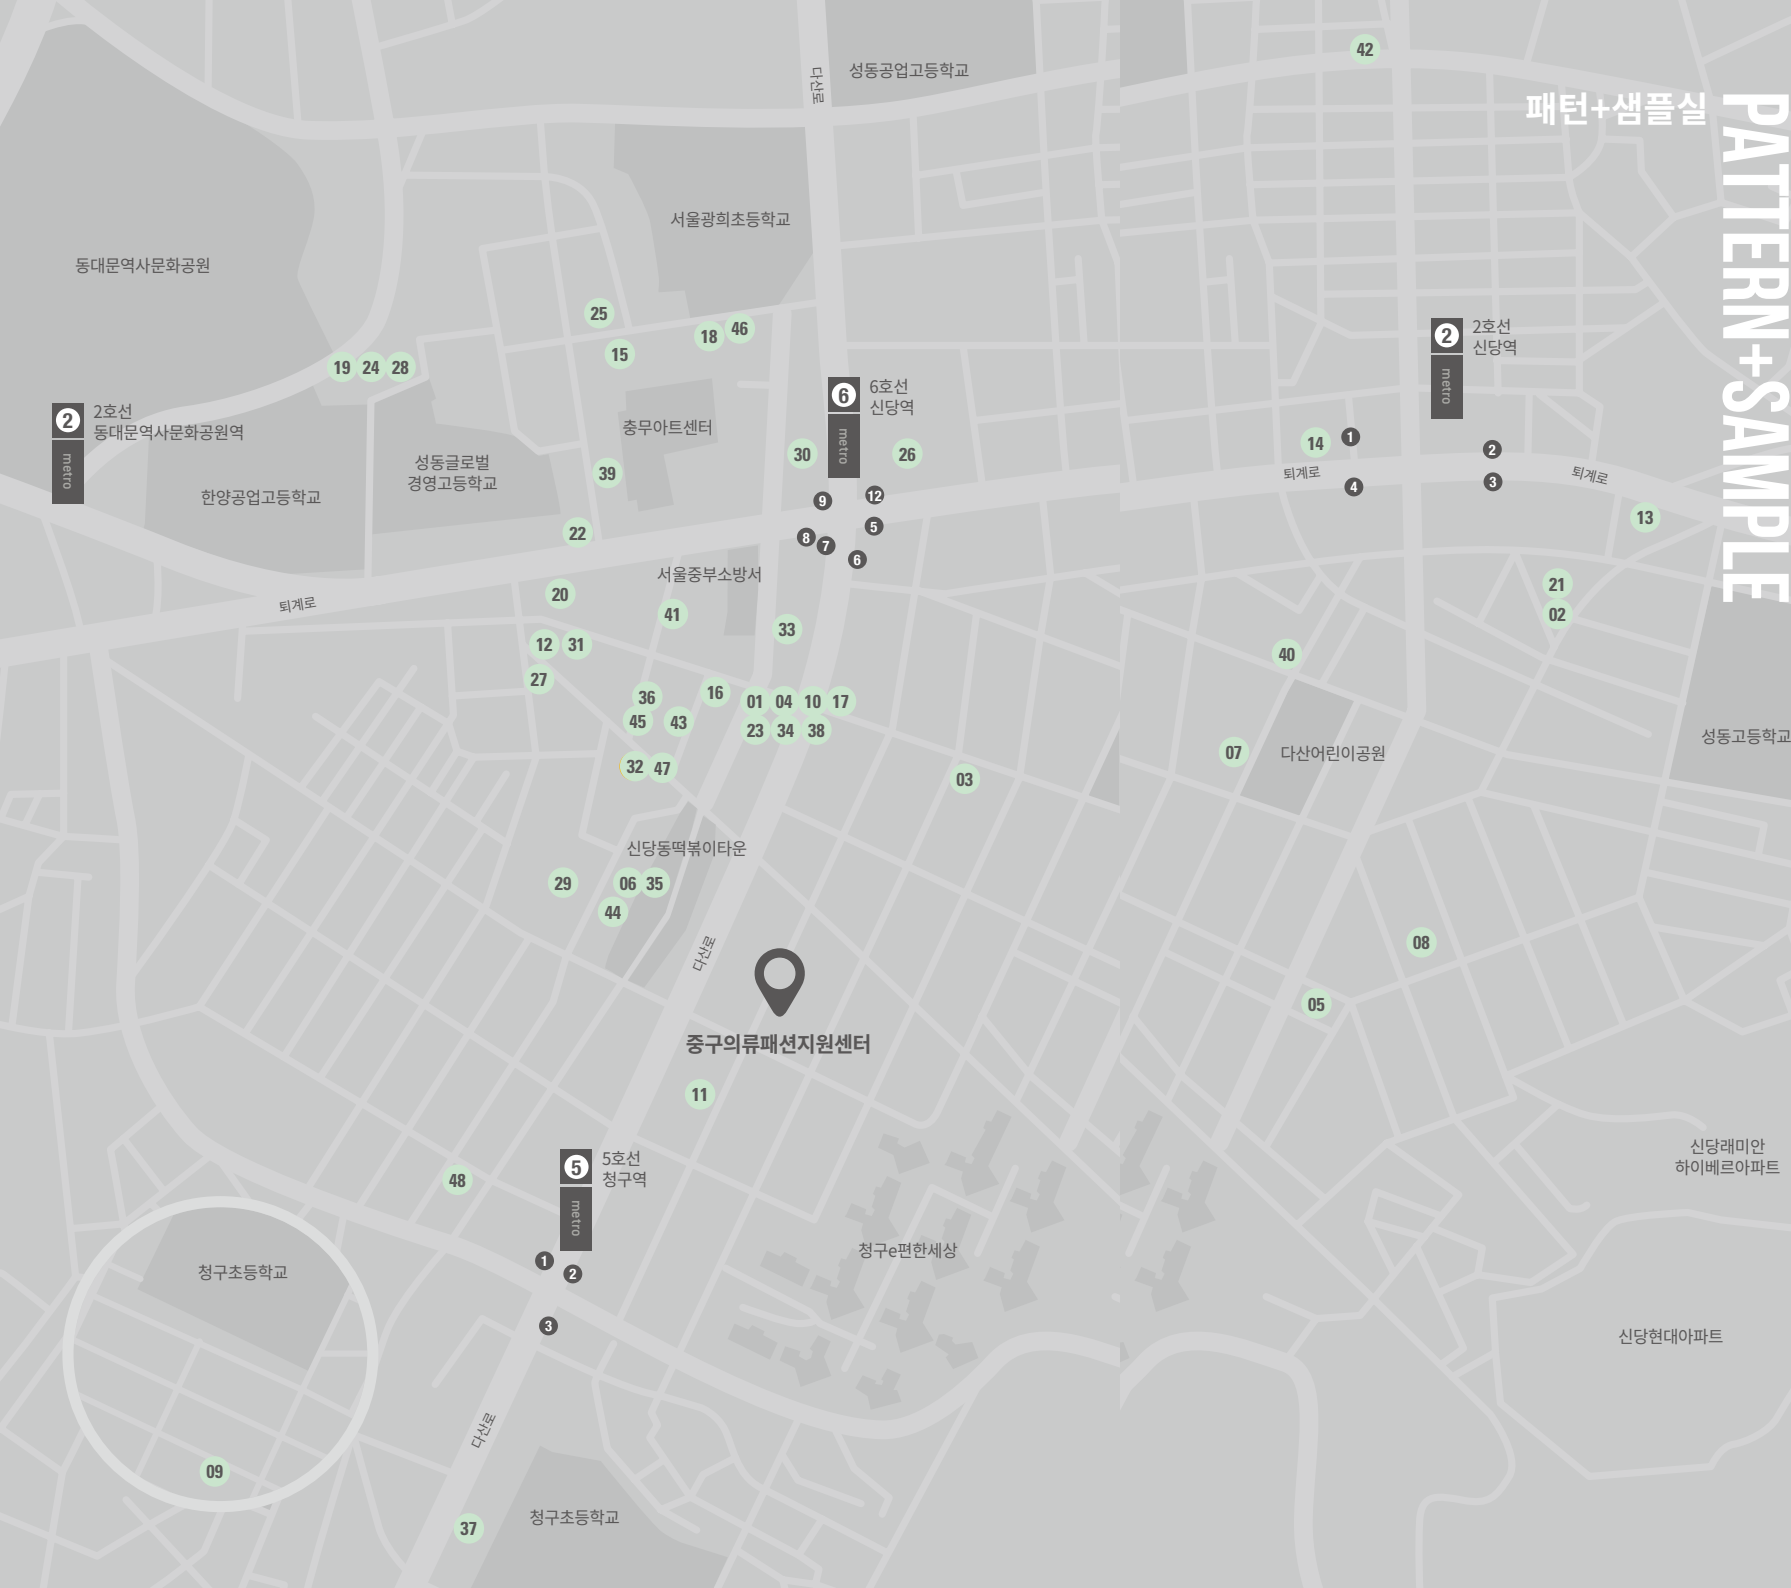 42
패턴+샘플실
PATTERN+SAMPLE
다산로
성동공업고등학교
서울광희초등학교
동대문역사문화공원
25
18
46
15
19
24
28
2
metro
2호선
동대문역사문화공원역
6
metro
6호선
신당역
2
metro
2호선
신당역
충무아트센터
성동글로벌
경영고등학교
한양공업고등학교
39
30
26
14
1
2
퇴계로
4
3
퇴계로
13
9
12
22
8
7
5
6
서울중부소방서
퇴계로
20
41
33
21
02
12
31
40
27
36
16
01
04
10
17
45
43
23
34
38
07
다산어린이공원
성동고등학교
32
47
03
신당동떡볶이타운
29
06
35
44
다산로
08
05
중구의류패션지원센터
11
48
5
metro
5호선
청구역
신당래미안
하이베르아파트
1
2
3
청구e편한세상
청구초등학교
신당현대아파트
다산로
09
37
청구초등학교